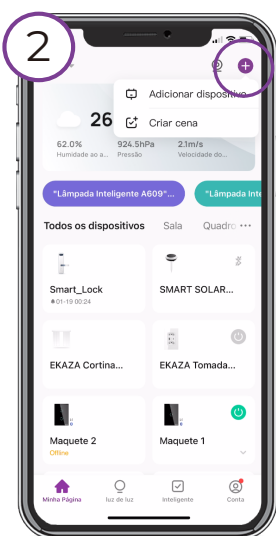 2
Adicionar dispositivo
Criar cena
26
62.0%
924.5hPa
2.1m/s
Humidade ao a...
Pressão
Velocidade do...
"Lâmpada Inteligente A609"...
"Lâmpada Inte
Todos os dispositivos
Sala
Quadro
Smart_Lock
01-19 00:24
SMART SOLAR...
EKAZA Cortina...
EKAZA Tomada...
Maquete 2
Offline
Maquete 1
Minha Página
luz de luz
Inteligente
Conta